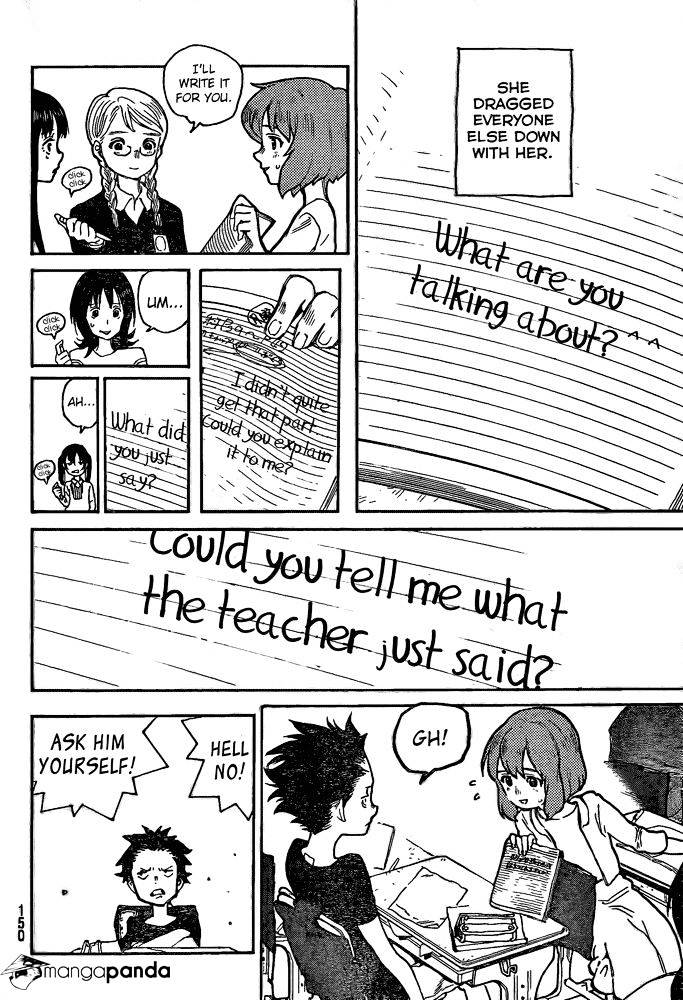 SHE
DRAGGED
EVERYONE
ELSE DOWN
WITH HER.
What are you
talking about? ^^
I'LL
WRITE IT
FOR YOU.
click
click
UM...
click
click
I didn't quite
get that part
Could you explain
it to me?
AH...
click
click
What did
you just
say?
Could you tell me what
the teacher just said?
GH!
HELL
NO!
ASK HIM
YOURSELF!
150
mangapanda